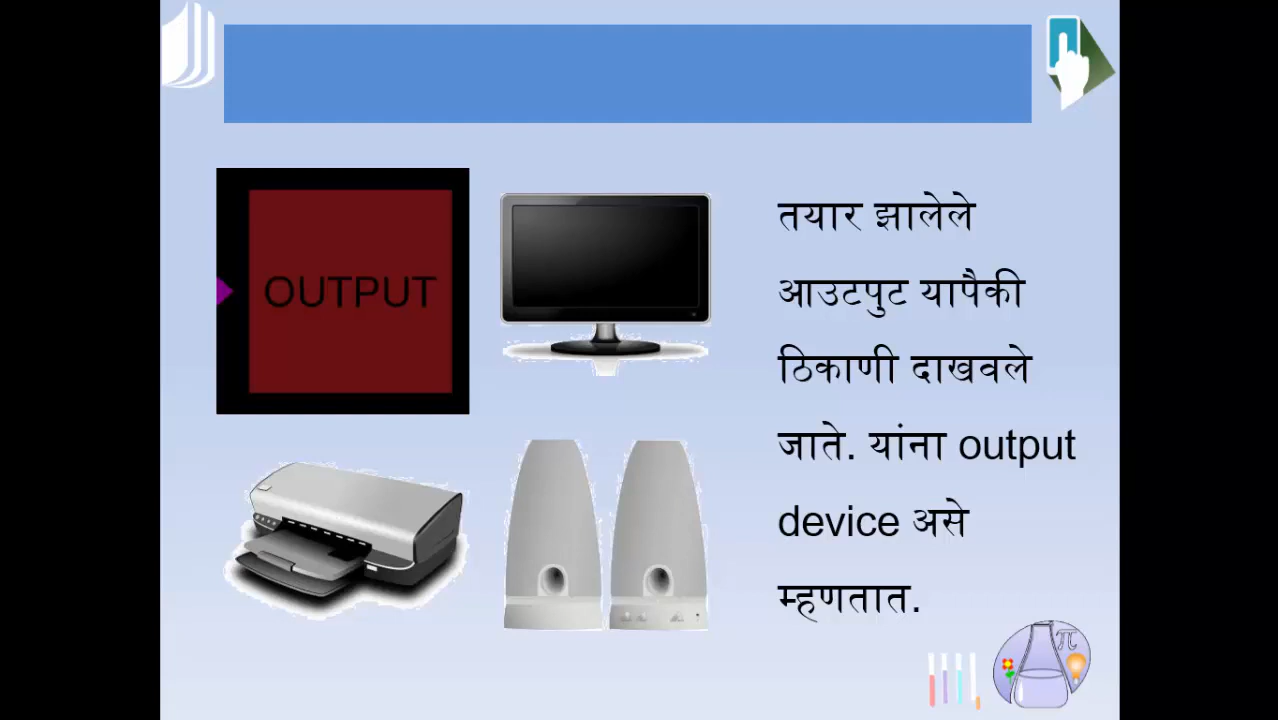 OUTPUT
तयार झालेले
आउटपुट यापैकी
ठिकाणी दाखवले
जाते. यांना output
device असे
म्हणतात.
π